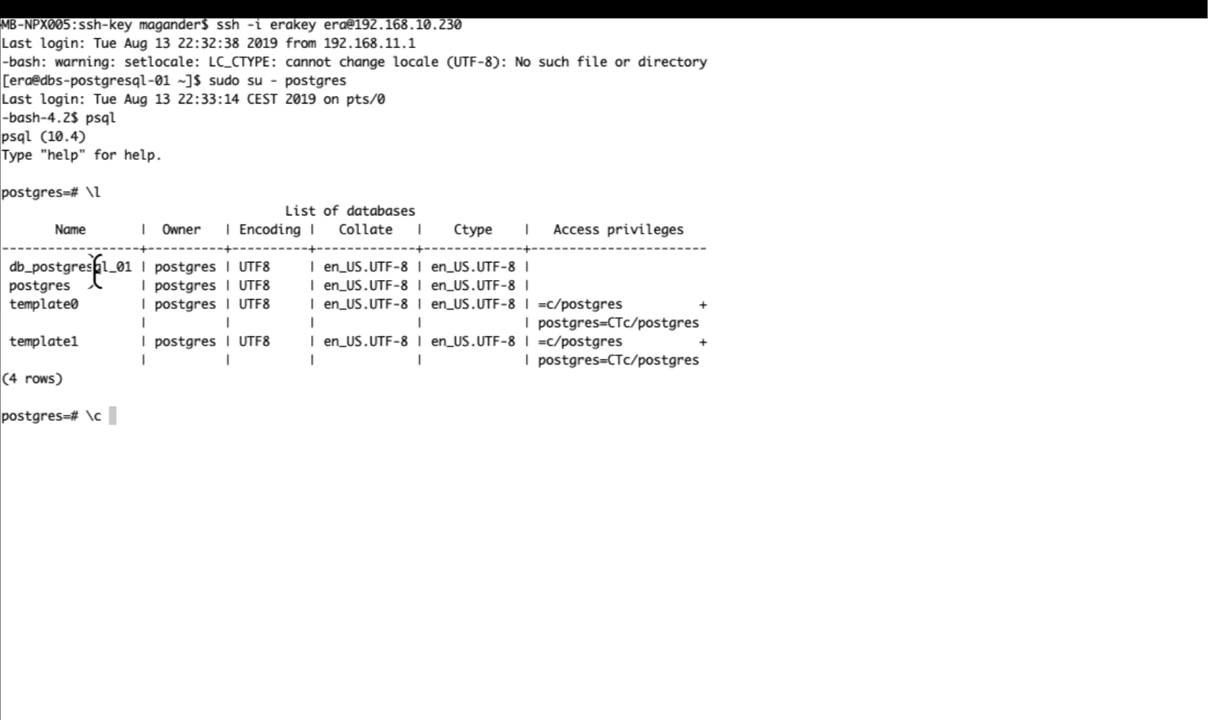 MB-NPX005:ssh-key magander$ ssh -i erakey era@192.168.10.230
Last login: Tue Aug 13 22:32:38 2019 from 192.168.11.1
-bash: warning: setlocale: LC_CTYPE: cannot change locale (UTF-8): No such file or directory
[era@dbs-postgresql-01 ~]$ sudo su - postgres
Last login: Tue Aug 13 22:33:14 CEST 2019 on pts/0
-bash-4.2$ psql
psql (10.4)
Type "help" for help.

postgres=# \l
                                     List of databases
       Name       |  Owner   | Encoding |   Collate   |    Ctype    |   Access privileges
------------------+----------+----------+-------------+-------------+-----------------------
 db_postgresql_01 | postgres | UTF8     | en_US.UTF-8 | en_US.UTF-8 |
 postgres         | postgres | UTF8     | en_US.UTF-8 | en_US.UTF-8 |
 template0        | postgres | UTF8     | en_US.UTF-8 | en_US.UTF-8 | =c/postgres          +
                  |          |          |             |             | postgres=CTc/postgres
 template1        | postgres | UTF8     | en_US.UTF-8 | en_US.UTF-8 | =c/postgres          +
                  |          |          |             |             | postgres=CTc/postgres
(4 rows)

postgres=# \c